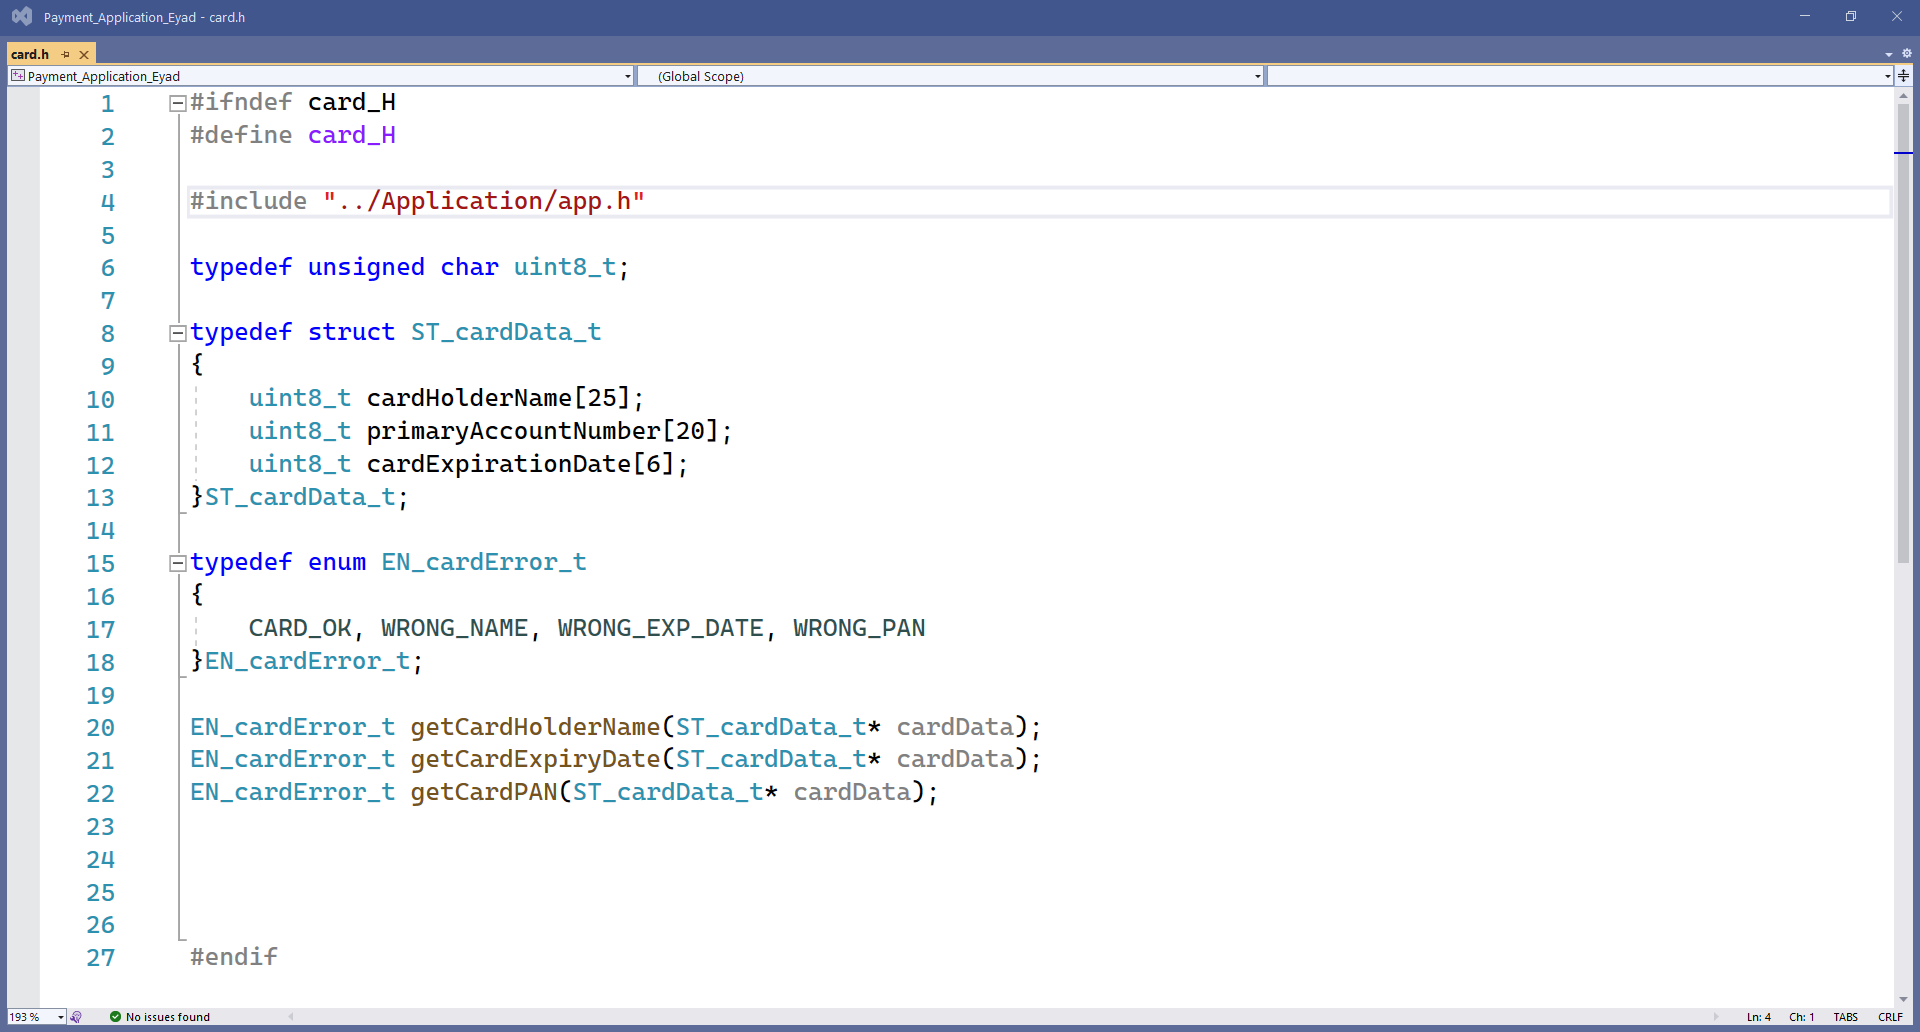 Payment_Application_Eyad - card.h
card.h
Payment_Application_Eyad (Global Scope)
1 #ifndef card_H
2 #define card_H
3
4 #include "../Application/app.h"
5
6 typedef unsigned char uint8_t;
7
8 typedef struct ST_cardData_t
9 {
10 uint8_t cardHolderName[25];
11 uint8_t primaryAccountNumber[20];
12 uint8_t cardExpirationDate[6];
13 }ST_cardData_t;
14
15 typedef enum EN_cardError_t
16 {
17 CARD_OK, WRONG_NAME, WRONG_EXP_DATE, WRONG_PAN
18 }EN_cardError_t;
19
20 EN_cardError_t getCardHolderName(ST_cardData_t* cardData);
21 EN_cardError_t getCardExpiryDate(ST_cardData_t* cardData);
22 EN_cardError_t getCardPAN(ST_cardData_t* cardData);
23
24
25
26
27 #endif
193 % No issues found Ln: 4 Ch: 1 TABS CRLF